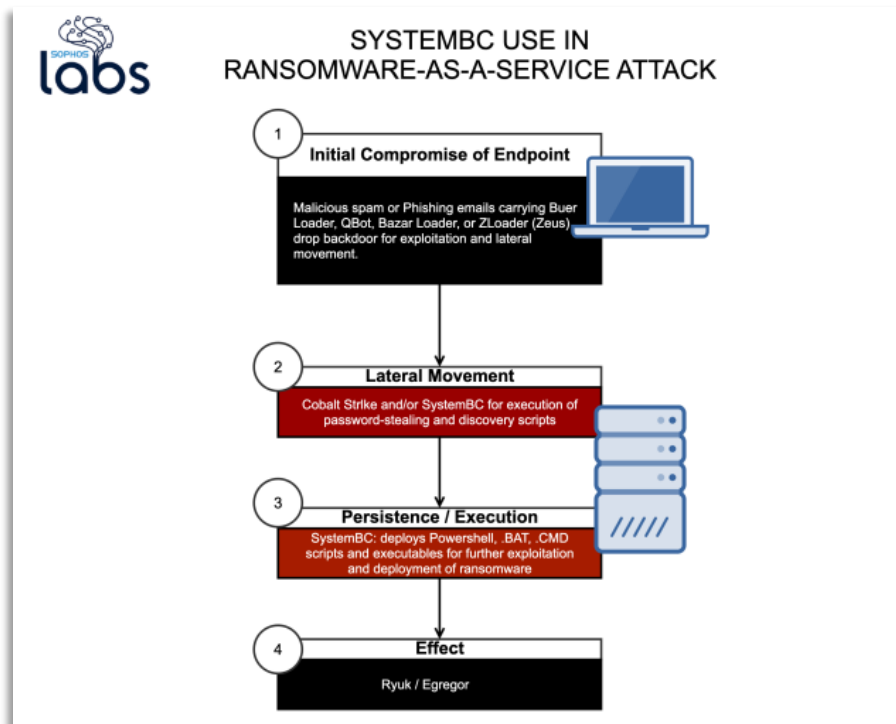 SOPHOS
labs
SYSTEMBC USE IN
RANSOMWARE-AS-A-SERVICE ATTACK
1
Initial Compromise of Endpoint
Malicious spam or Phishing emails carrying Buer
Loader, QBot, Bazar Loader, or ZLoader (Zeus)
drop backdoor for exploitation and lateral
movement.
2
Lateral Movement
Cobalt Strlke and/or SystemBC for execution of
password-stealing and discovery scripts
3
Persistence / Execution
SystemBC: deploys Powershell, .BAT, .CMD
scripts and executables for further exploitation
and deployment of ransomware
4
Effect
Ryuk / Egregor